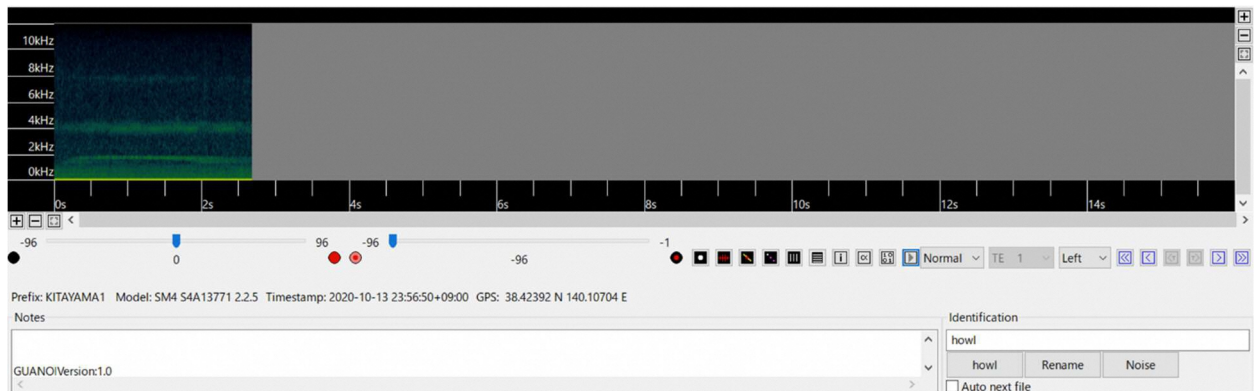 10kHz
8kHz
6kHz
4kHz
2kHz
0kHz
0s 2s 4s 6s 8s 10s 12s 14s
-96 96 -96 -1
0 -96
Normal TE 1 Left
Prefix: KITAYAMA1 Model: SM4 S4A13771 2.2.5 Timestamp: 2020-10-13 23:56:50+09:00 GPS: 38.42392 N 140.10704 E
Notes Identification
howl
GUANO|Version:1.0 howl Rename Noise
Auto next file